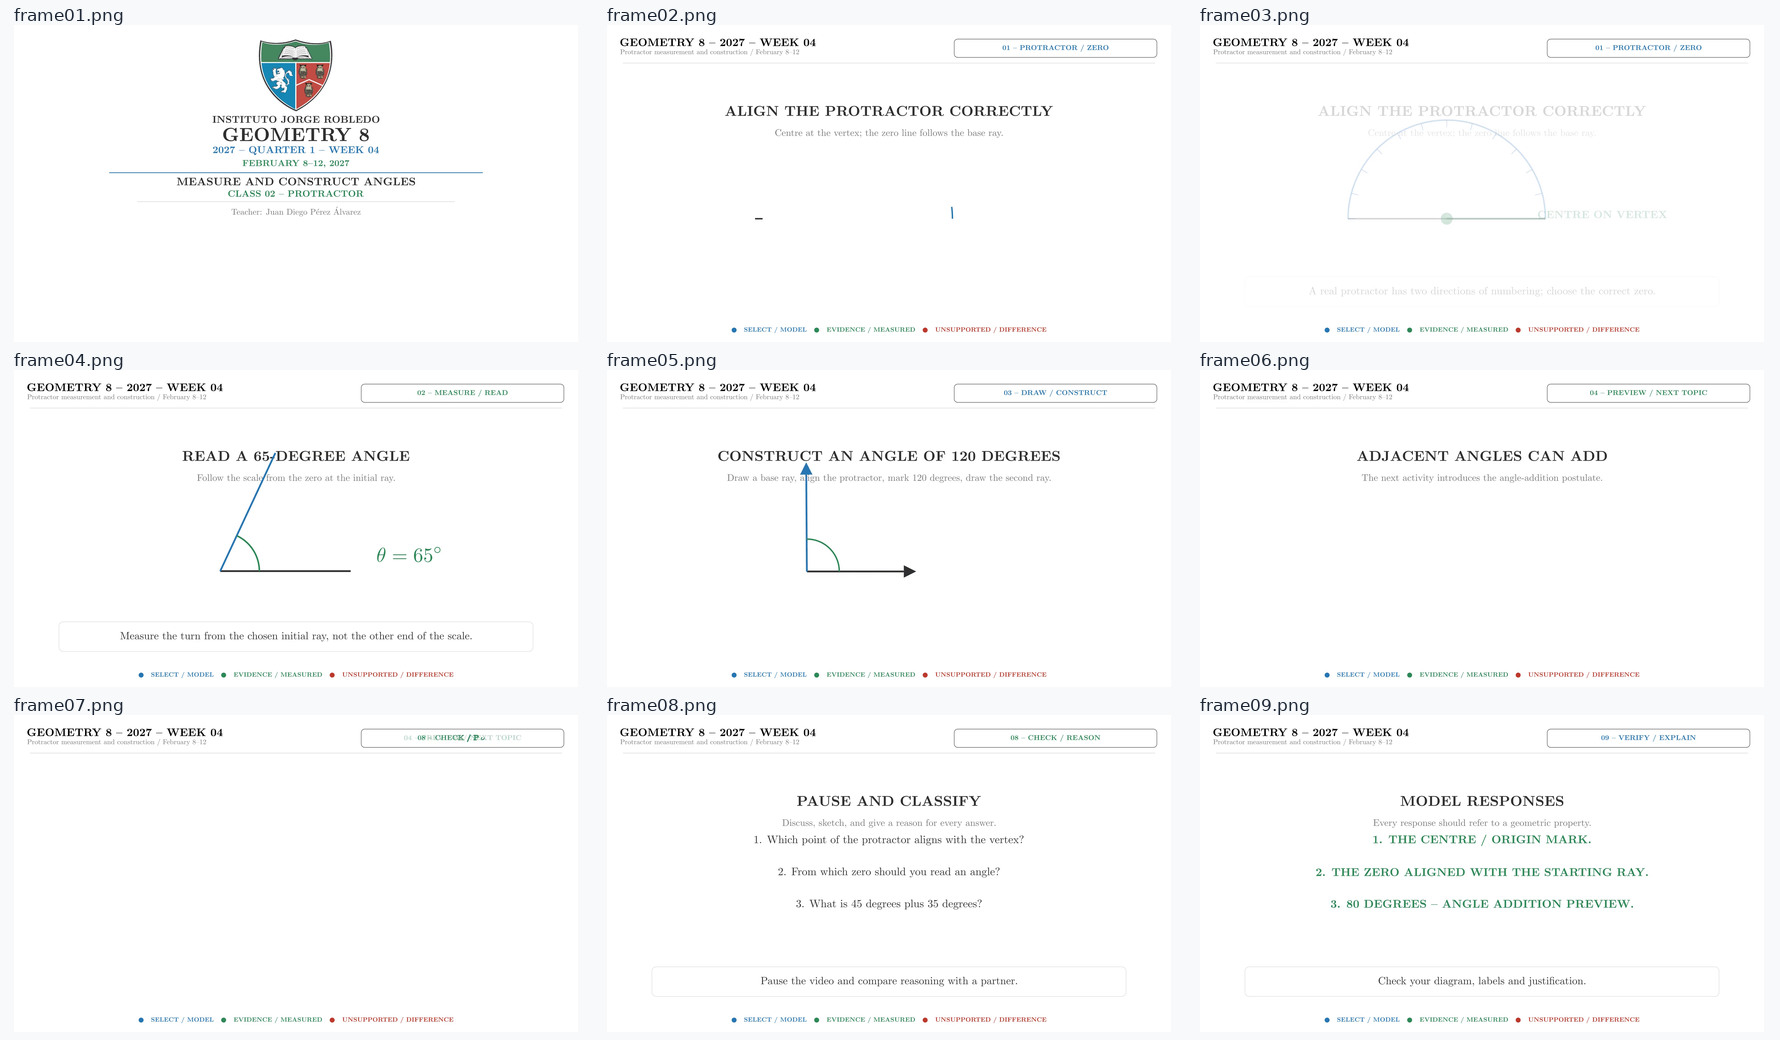 frame01.png
INSTITUTO JORGE ROBLEDO
GEOMETRY 8
2027 – QUARTER 1 – WEEK 04
FEBRUARY 8–12, 2027
MEASURE AND CONSTRUCT ANGLES
CLASS 02 – PROTRACTOR
Teacher: Juan Diego Pérez Álvarez
frame02.png
GEOMETRY 8 – 2027 – WEEK 04
Protractor measurement and construction / February 8–12
01 – PROTRACTOR / ZERO
ALIGN THE PROTRACTOR CORRECTLY
Centre at the vertex; the zero line follows the base ray.
SELECT / MODEL EVIDENCE / MEASURED UNSUPPORTED / DIFFERENCE
frame03.png
GEOMETRY 8 – 2027 – WEEK 04
Protractor measurement and construction / February 8–12
01 – PROTRACTOR / ZERO
ALIGN THE PROTRACTOR CORRECTLY
Centre at the vertex; the zero line follows the base ray.
CENTRE ON VERTEX
A real protractor has two directions of numbering; choose the correct zero.
SELECT / MODEL EVIDENCE / MEASURED UNSUPPORTED / DIFFERENCE
frame04.png
GEOMETRY 8 – 2027 – WEEK 04
Protractor measurement and construction / February 8–12
02 – MEASURE / READ
READ A 65-DEGREE ANGLE
Follow the scale from the zero at the initial ray.
θ = 65°
Measure the turn from the chosen initial ray, not the other end of the scale.
SELECT / MODEL EVIDENCE / MEASURED UNSUPPORTED / DIFFERENCE
frame05.png
GEOMETRY 8 – 2027 – WEEK 04
Protractor measurement and construction / February 8–12
03 – DRAW / CONSTRUCT
CONSTRUCT AN ANGLE OF 120 DEGREES
Draw a base ray, align the protractor, mark 120 degrees, draw the second ray.
SELECT / MODEL EVIDENCE / MEASURED UNSUPPORTED / DIFFERENCE
frame06.png
GEOMETRY 8 – 2027 – WEEK 04
Protractor measurement and construction / February 8–12
04 – PREVIEW / NEXT TOPIC
ADJACENT ANGLES CAN ADD
The next activity introduces the angle-addition postulate.
SELECT / MODEL EVIDENCE / MEASURED UNSUPPORTED / DIFFERENCE
frame07.png
GEOMETRY 8 – 2027 – WEEK 04
Protractor measurement and construction / February 8–12
SELECT / MODEL EVIDENCE / MEASURED UNSUPPORTED / DIFFERENCE
frame08.png
GEOMETRY 8 – 2027 – WEEK 04
Protractor measurement and construction / February 8–12
08 – CHECK / REASON
PAUSE AND CLASSIFY
Discuss, sketch, and give a reason for every answer.
1. Which point of the protractor aligns with the vertex?
2. From which zero should you read an angle?
3. What is 45 degrees plus 35 degrees?
Pause the video and compare reasoning with a partner.
SELECT / MODEL EVIDENCE / MEASURED UNSUPPORTED / DIFFERENCE
frame09.png
GEOMETRY 8 – 2027 – WEEK 04
Protractor measurement and construction / February 8–12
09 – VERIFY / EXPLAIN
MODEL RESPONSES
Every response should refer to a geometric property.
1. THE CENTRE / ORIGIN MARK.
2. THE ZERO ALIGNED WITH THE STARTING RAY.
3. 80 DEGREES – ANGLE ADDITION PREVIEW.
Check your diagram, labels and justification.
SELECT / MODEL EVIDENCE / MEASURED UNSUPPORTED / DIFFERENCE